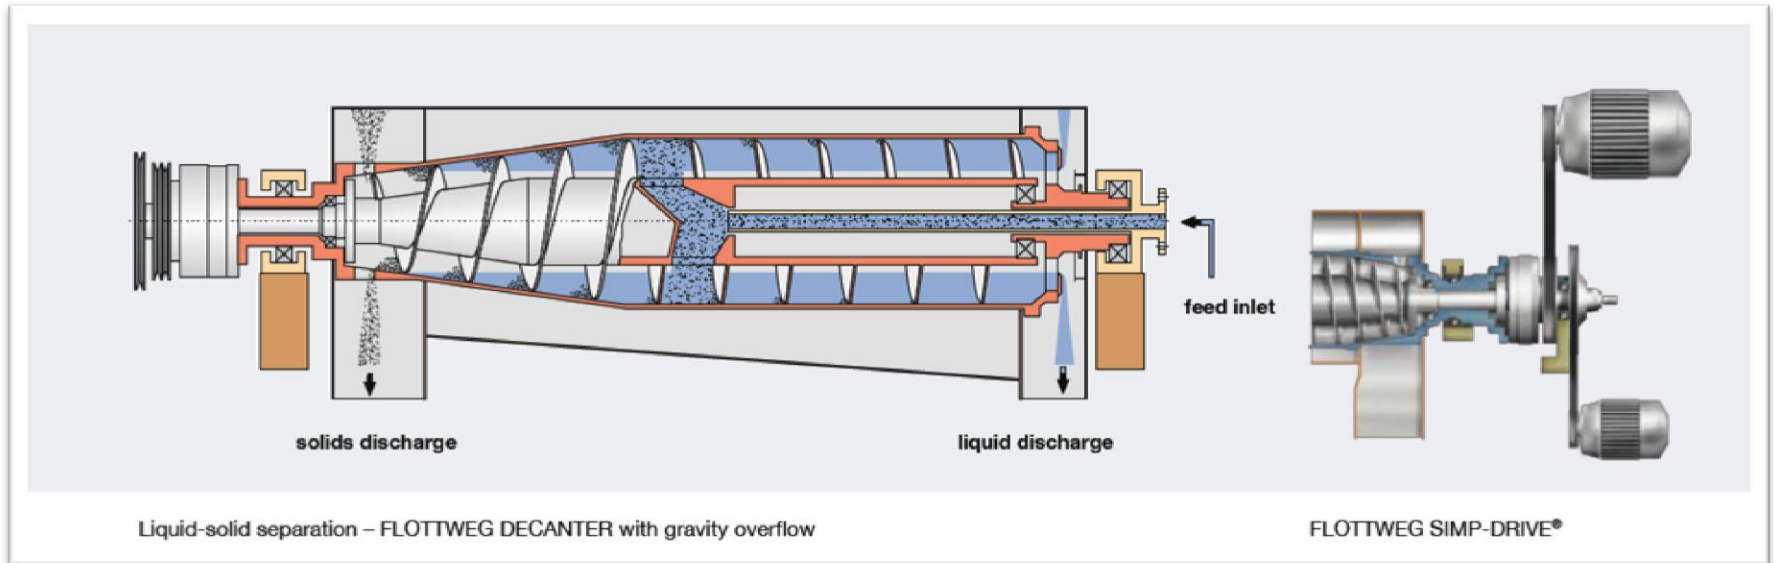 feed inlet
solids discharge
liquid discharge
Liquid-solid separation – FLOTTWEG DECANTER with gravity overflow
FLOTTWEG SIMP-DRIVE®